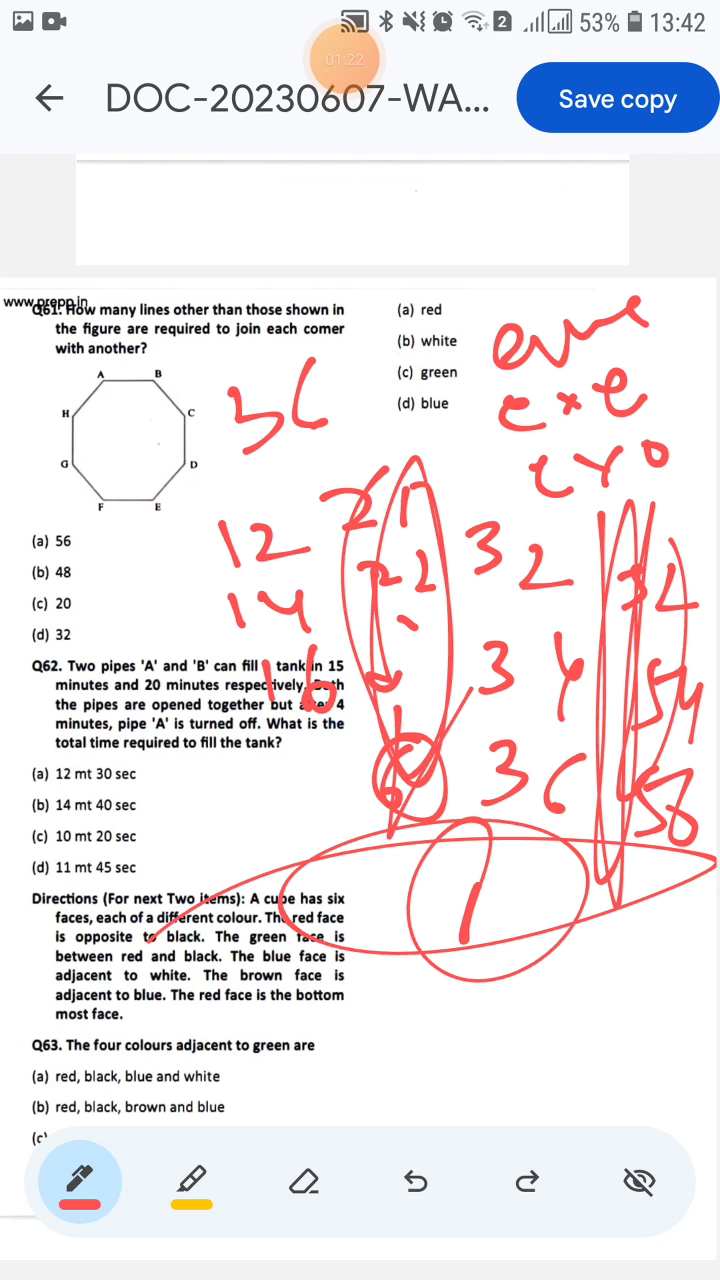 01:22
2
53%
13:42
DOC-20230607-WA...
Save copy
www.prepp.in
Q61. How many lines other than those shown in
the figure are required to join each comer
with another?
A
B
H
C
G
D
F
E
(a) 56
(b) 48
(c) 20
(d) 32
Q62. Two pipes 'A' and 'B' can fill tank in 15
minutes and 20 minutes respectively. Both
the pipes are opened together but after 4
minutes, pipe 'A' is turned off. What is the
total time required to fill the tank?
(a) 12 mt 30 sec
(b) 14 mt 40 sec
(c) 10 mt 20 sec
(d) 11 mt 45 sec
Directions (For next Two items): A cube has six
faces, each of a different colour. The red face
is opposite to black. The green face is
between red and black. The blue face is
adjacent to white. The brown face is
adjacent to blue. The red face is the bottom
most face.
Q63. The four colours adjacent to green are
(a) red, black, blue and white
(b) red, black, brown and blue
(a) red
(b) white
(c) green
(d) blue
36
12
14
16
32
34
36
54
58
1